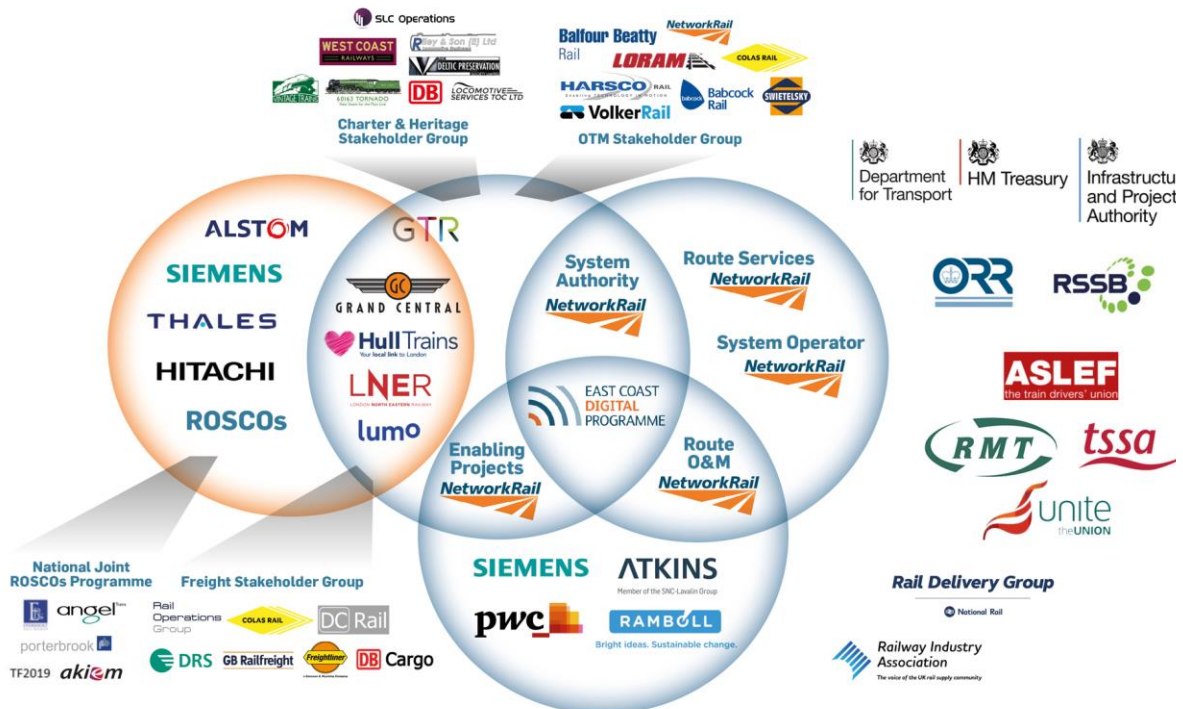 SLC Operations
WEST COAST
RAILWAYS
Riley & Son (E) Ltd
DELTIC PRESERVATION
VINTAGE TRAINS
60163 TORNADO
DB
LOCOMOTIVE
SERVICES TOC LTD
Charter & Heritage
Stakeholder Group
Balfour Beatty
Rail
NetworkRail
LORAM
COLAS RAIL
HARSCO RAIL
VolkerRail
babcock
Babcock
Rail
SWIETELSKY
OTM Stakeholder Group
Department
for Transport
HM Treasury
Infrastructu
and Project
Authority
ORR
RSSB
ASLEF
the train drivers' union
RMT
tssa
unite
theUNION
Rail Delivery Group
National Rail
Railway Industry
Association
The voice of the UK rail supply community
ALSTOM
SIEMENS
THALES
HITACHI
ROSCOs
GTR
GC
GRAND CENTRAL
HullTrains
Your local link to London
LNER
LONDON NORTH EASTERN RAILWAY
lumo
System
Authority
NetworkRail
Route Services
NetworkRail
System Operator
NetworkRail
EAST COAST
DIGITAL
PROGRAMME
Enabling
Projects
NetworkRail
Route
O&M
NetworkRail
SIEMENS
ATKINS
Member of the SNC-Lavalin Group
pwc
RAMBOLL
Bright ideas. Sustainable change.
National Joint
ROSCOs Programme
angel
porterbrook
TF2019
akiem
Freight Stakeholder Group
Rail
Operations
Group
COLAS RAIL
DC Rail
DRS
GB Railfreight
Freightliner
DB Cargo